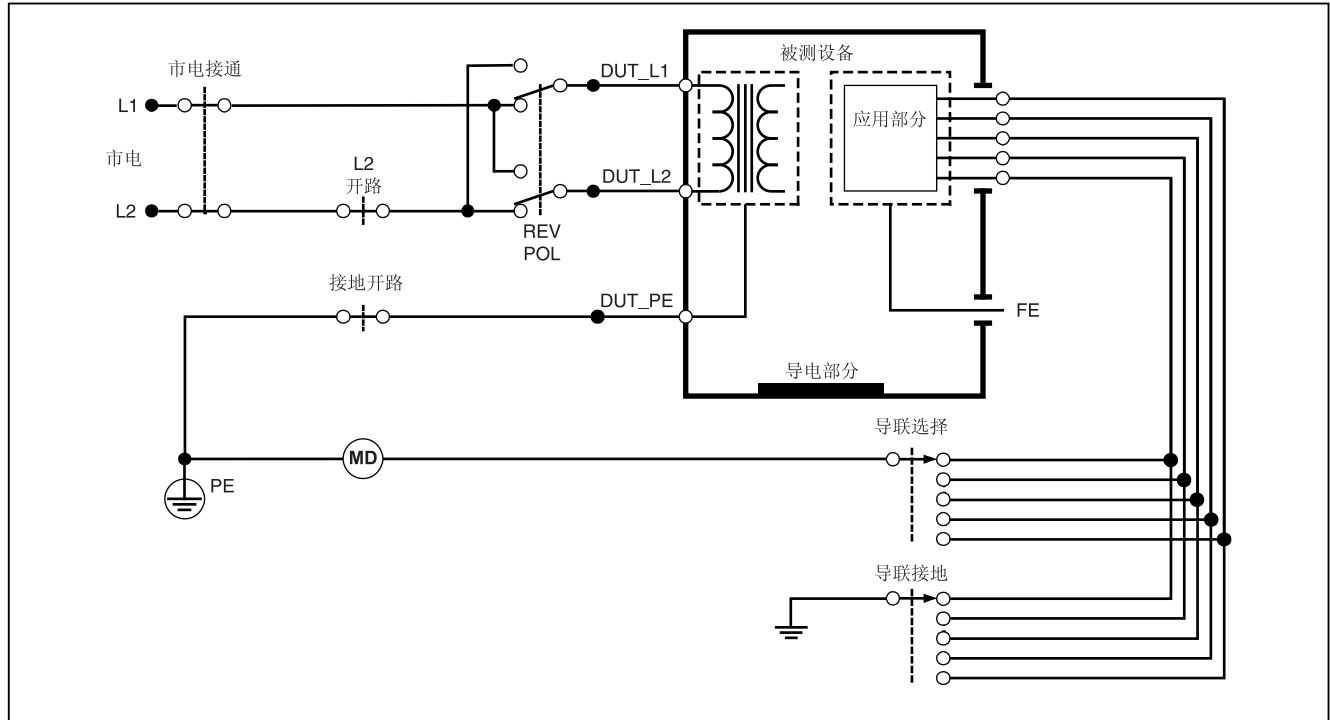 市电接通
L1
市电
L2
L2
开路
REV
POL
DUT_L1
DUT_L2
被测设备
应用部分
接地开路
DUT_PE
FE
导电部分
导联选择
MD
PE
导联接地